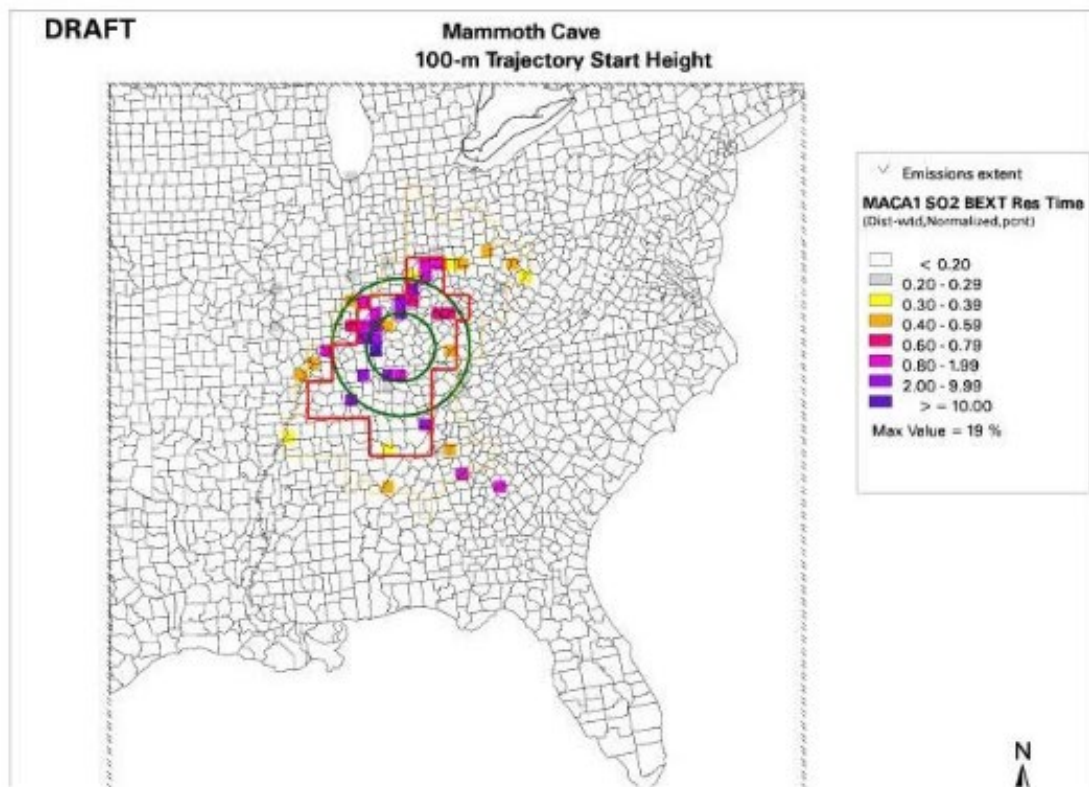 DRAFT
Mammoth Cave
100-m Trajectory Start Height
Emissions extent
MACA1 SO2 BEXT Res Time
(Dist-wtd,Normalized,pcnt)
< 0.20
0.20 - 0.29
0.30 - 0.39
0.40 - 0.59
0.60 - 0.79
0.80 - 1.99
2.00 - 9.99
> = 10.00
Max Value = 19 %
N